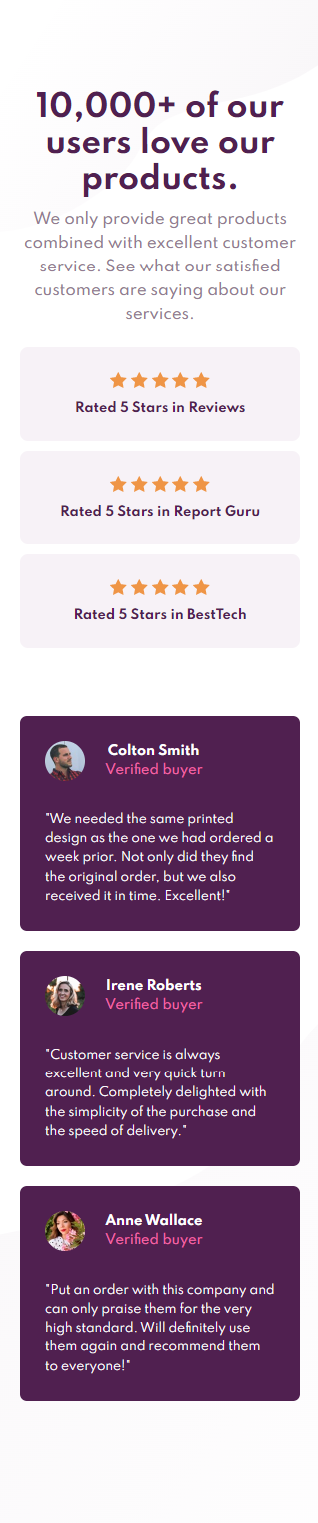 10,000+ of our
users love our
products.
We only provide great products
combined with excellent customer
service. See what our satisfied
customers are saying about our
services.
Rated 5 Stars in Reviews
Rated 5 Stars in Report Guru
Rated 5 Stars in BestTech
Colton Smith
Verified buyer
"We needed the same printed
design as the one we had ordered a
week prior. Not only did they find
the original order, but we also
received it in time. Excellent!"
Irene Roberts
Verified buyer
"Customer service is always
excellent and very quick turn
around. Completely delighted with
the simplicity of the purchase and
the speed of delivery."
Anne Wallace
Verified buyer
"Put an order with this company and
can only praise them for the very
high standard. Will definitely use
them again and recommend them
to everyone!"